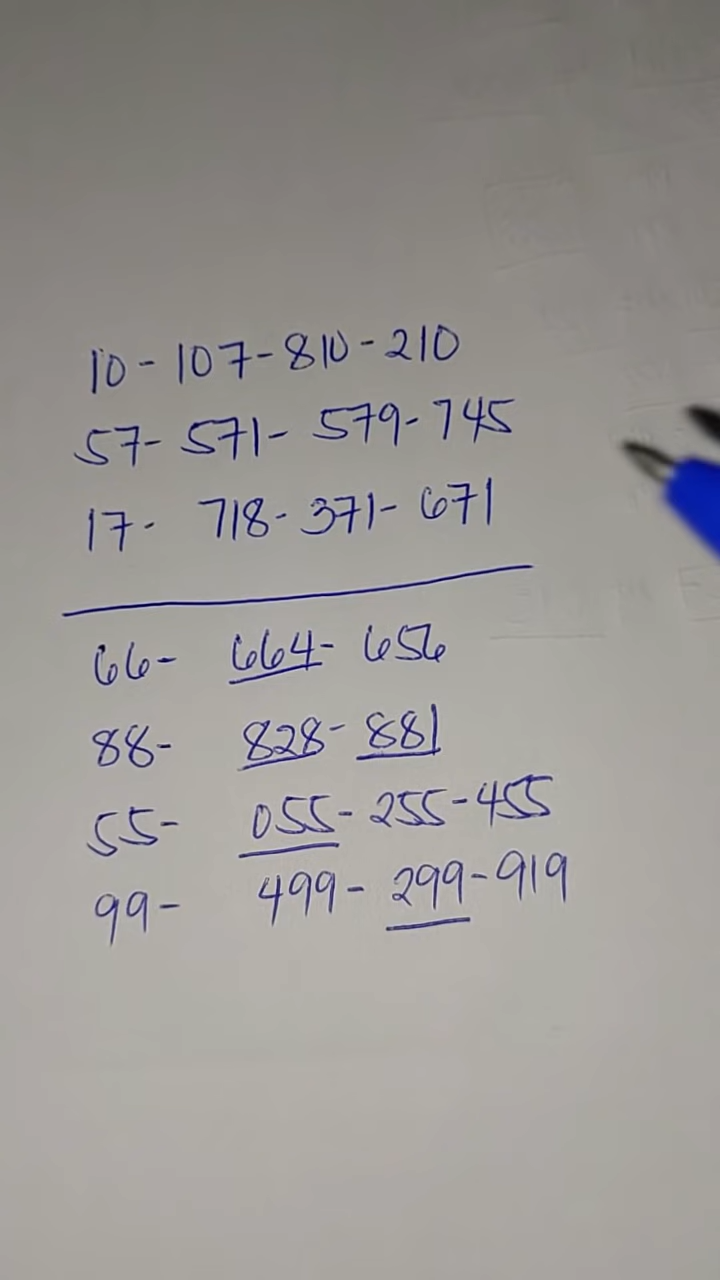 10 - 107 - 810 - 210
57 - 571 - 579 - 745
17 - 718 - 371 - 671
66 - 664 - 656
88 - 828 - 881
55 - 055 - 255 - 455
99 - 499 - 299 - 919